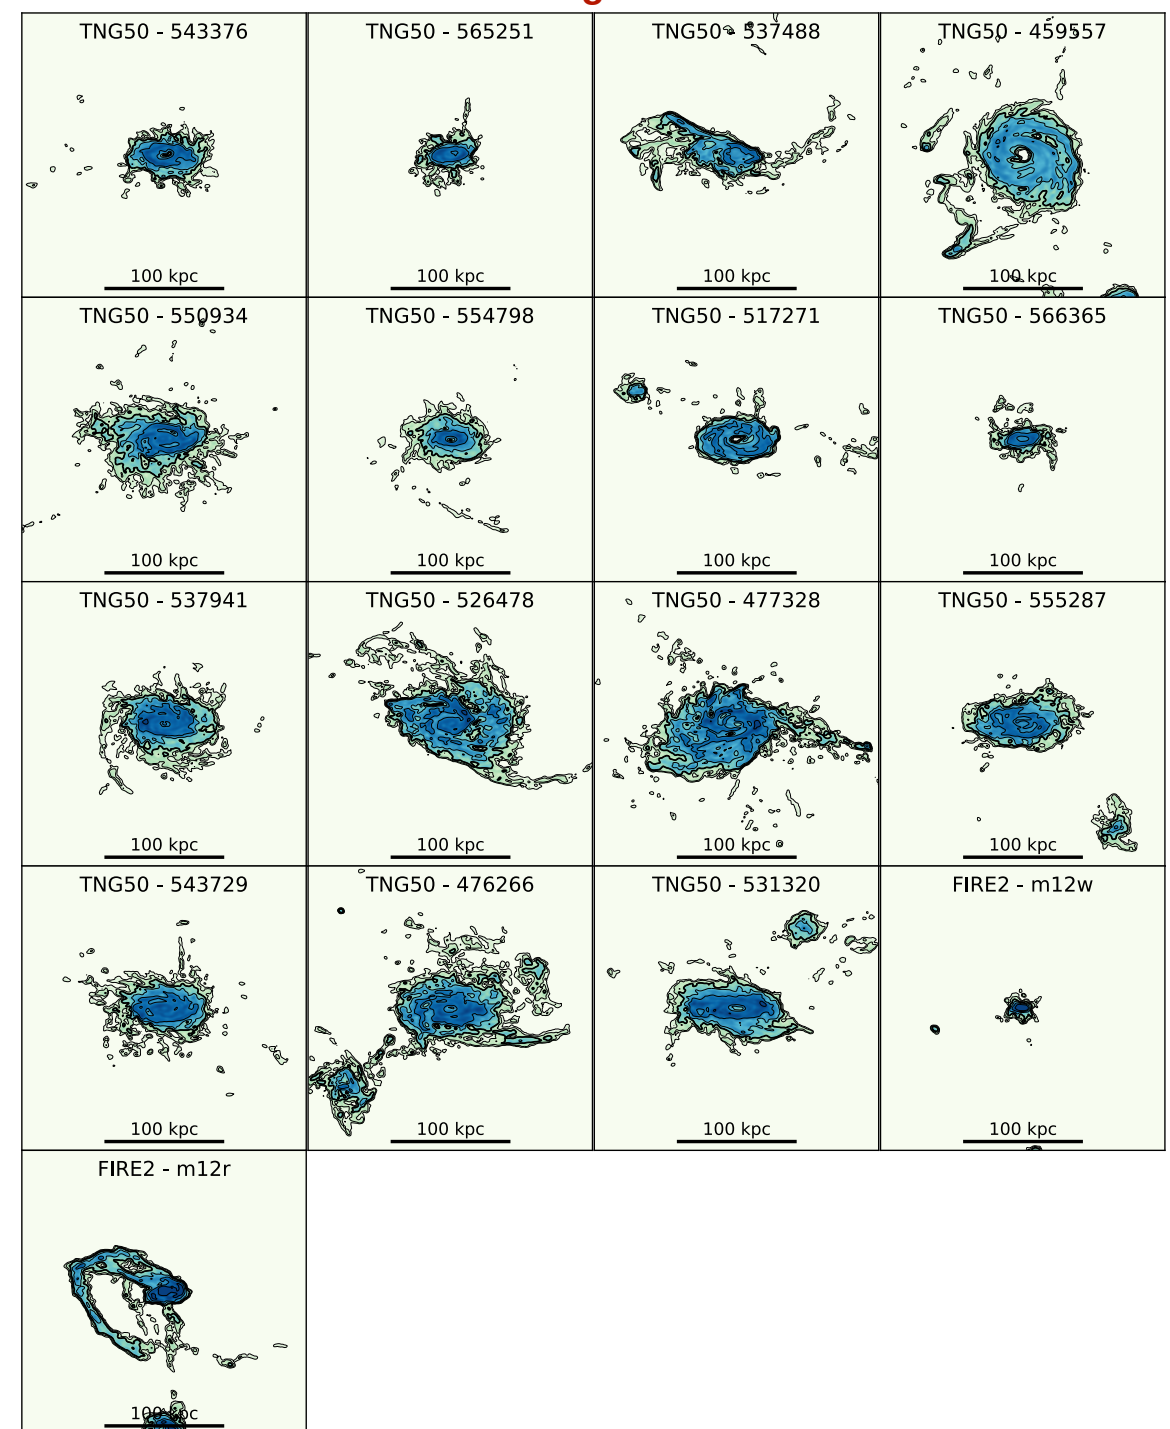 TNG50 - 543376
TNG50 - 565251
TNG50 - 537488
TNG50 - 459557
100 kpc
100 kpc
100 kpc
100 kpc
TNG50 - 550934
TNG50 - 554798
TNG50 - 517271
TNG50 - 566365
100 kpc
100 kpc
100 kpc
100 kpc
TNG50 - 537941
TNG50 - 526478
TNG50 - 477328
TNG50 - 555287
100 kpc
100 kpc
100 kpc
100 kpc
TNG50 - 543729
TNG50 - 476266
TNG50 - 531320
FIRE2 - m12w
100 kpc
100 kpc
100 kpc
100 kpc
FIRE2 - m12r
100 kpc